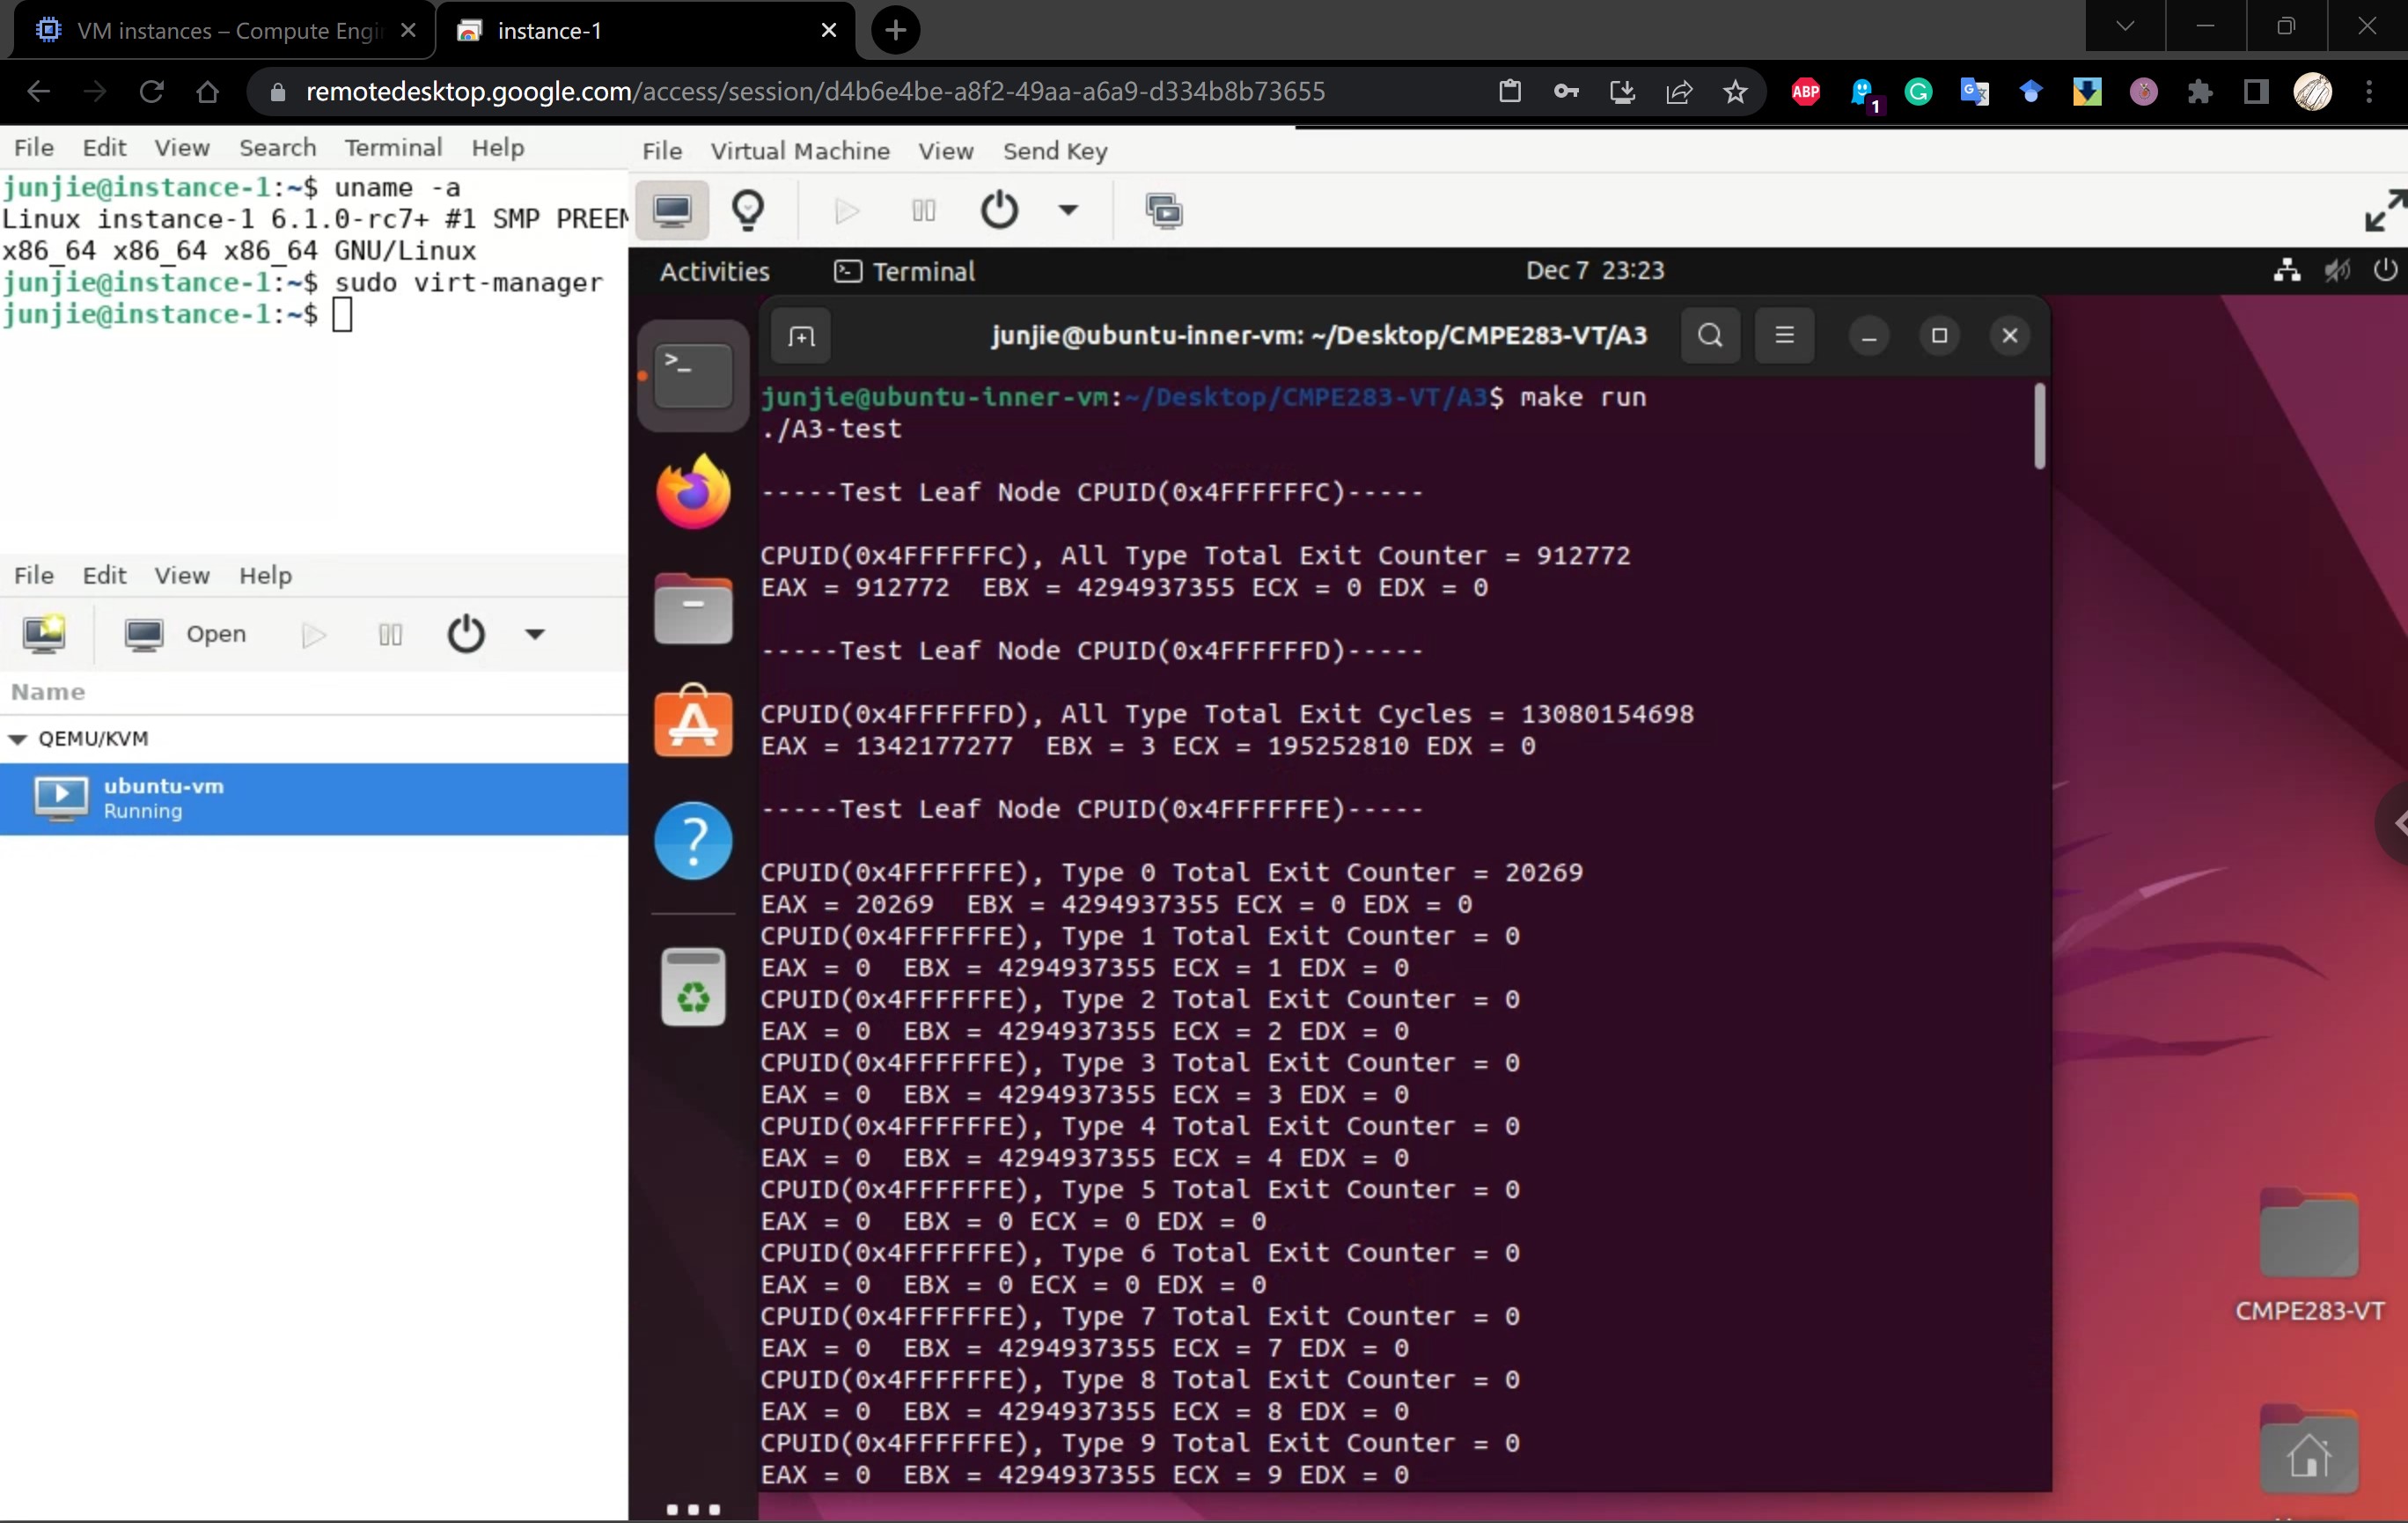 VM instances – Compute Engi
instance-1
remotedesktop.google.com/access/session/d4b6e4be-a8f2-49aa-a6a9-d334b8b73655
ABP
1
File Edit View Search Terminal Help
junjie@instance-1:~$ uname -a
Linux instance-1 6.1.0-rc7+ #1 SMP PREEM
x86_64 x86_64 x86_64 GNU/Linux
junjie@instance-1:~$ sudo virt-manager
junjie@instance-1:~$
File Edit View Help
Open
Name
QEMU/KVM
ubuntu-vm
Running
File Virtual Machine View Send Key
Activities Terminal Dec 7 23:23
junjie@ubuntu-inner-vm: ~/Desktop/CMPE283-VT/A3
junjie@ubuntu-inner-vm:~/Desktop/CMPE283-VT/A3$ make run
./A3-test
-----Test Leaf Node CPUID(0x4FFFFFFC)-----
CPUID(0x4FFFFFFC), All Type Total Exit Counter = 912772
EAX = 912772  EBX = 4294937355 ECX = 0 EDX = 0
-----Test Leaf Node CPUID(0x4FFFFFFD)-----
CPUID(0x4FFFFFFD), All Type Total Exit Cycles = 13080154698
EAX = 1342177277  EBX = 3 ECX = 195252810 EDX = 0
-----Test Leaf Node CPUID(0x4FFFFFFE)-----
CPUID(0x4FFFFFFE), Type 0 Total Exit Counter = 20269
EAX = 20269  EBX = 4294937355 ECX = 0 EDX = 0
CPUID(0x4FFFFFFE), Type 1 Total Exit Counter = 0
EAX = 0  EBX = 4294937355 ECX = 1 EDX = 0
CPUID(0x4FFFFFFE), Type 2 Total Exit Counter = 0
EAX = 0  EBX = 4294937355 ECX = 2 EDX = 0
CPUID(0x4FFFFFFE), Type 3 Total Exit Counter = 0
EAX = 0  EBX = 4294937355 ECX = 3 EDX = 0
CPUID(0x4FFFFFFE), Type 4 Total Exit Counter = 0
EAX = 0  EBX = 4294937355 ECX = 4 EDX = 0
CPUID(0x4FFFFFFE), Type 5 Total Exit Counter = 0
EAX = 0  EBX = 0 ECX = 0 EDX = 0
CPUID(0x4FFFFFFE), Type 6 Total Exit Counter = 0
EAX = 0  EBX = 0 ECX = 0 EDX = 0
CPUID(0x4FFFFFFE), Type 7 Total Exit Counter = 0
EAX = 0  EBX = 4294937355 ECX = 7 EDX = 0
CPUID(0x4FFFFFFE), Type 8 Total Exit Counter = 0
EAX = 0  EBX = 4294937355 ECX = 8 EDX = 0
CPUID(0x4FFFFFFE), Type 9 Total Exit Counter = 0
EAX = 0  EBX = 4294937355 ECX = 9 EDX = 0
CMPE283-VT